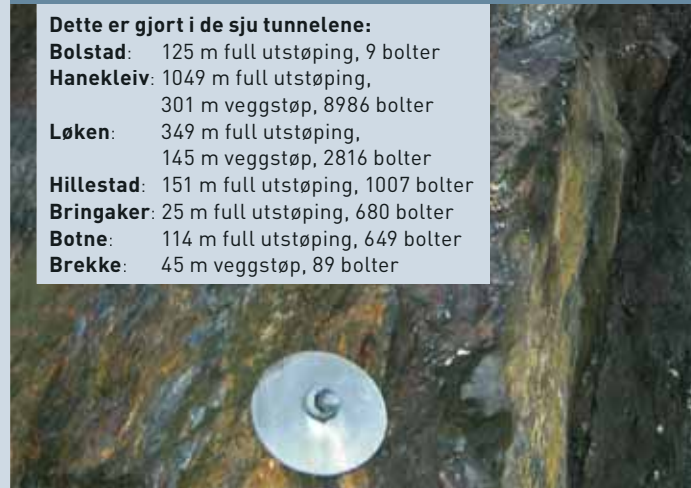 Dette er gjort i de sju tunnelene:
Bolstad: 125 m full utstøping, 9 bolter
Hanekleiv: 1049 m full utstøping,
301 m veggstøp, 8986 bolter
Løken: 349 m full utstøping,
145 m veggstøp, 2816 bolter
Hillestad: 151 m full utstøping, 1007 bolter
Bringaker: 25 m full utstøping, 680 bolter
Botne: 114 m full utstøping, 649 bolter
Brekke: 45 m veggstøp, 89 bolter